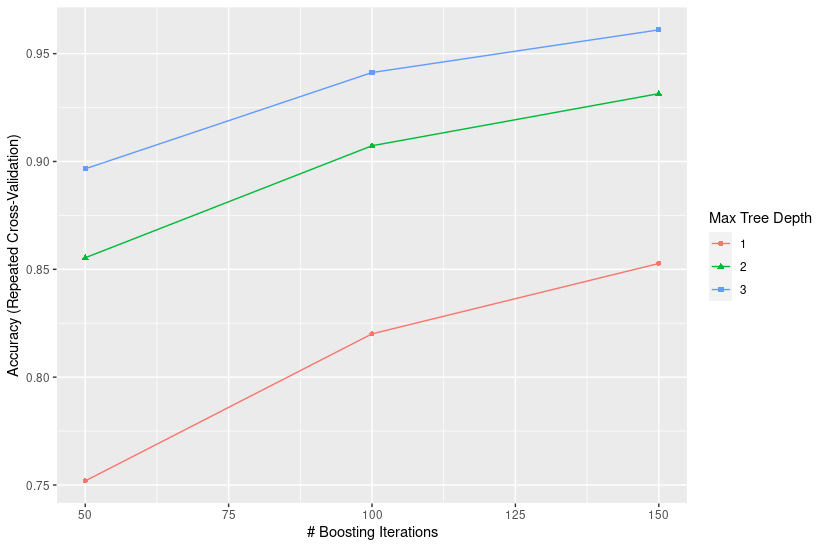 0.95
0.90
0.85
0.80
0.75
Accuracy (Repeated Cross-Validation)
50 75 100 125 150
# Boosting Iterations
Max Tree Depth
1
2
3